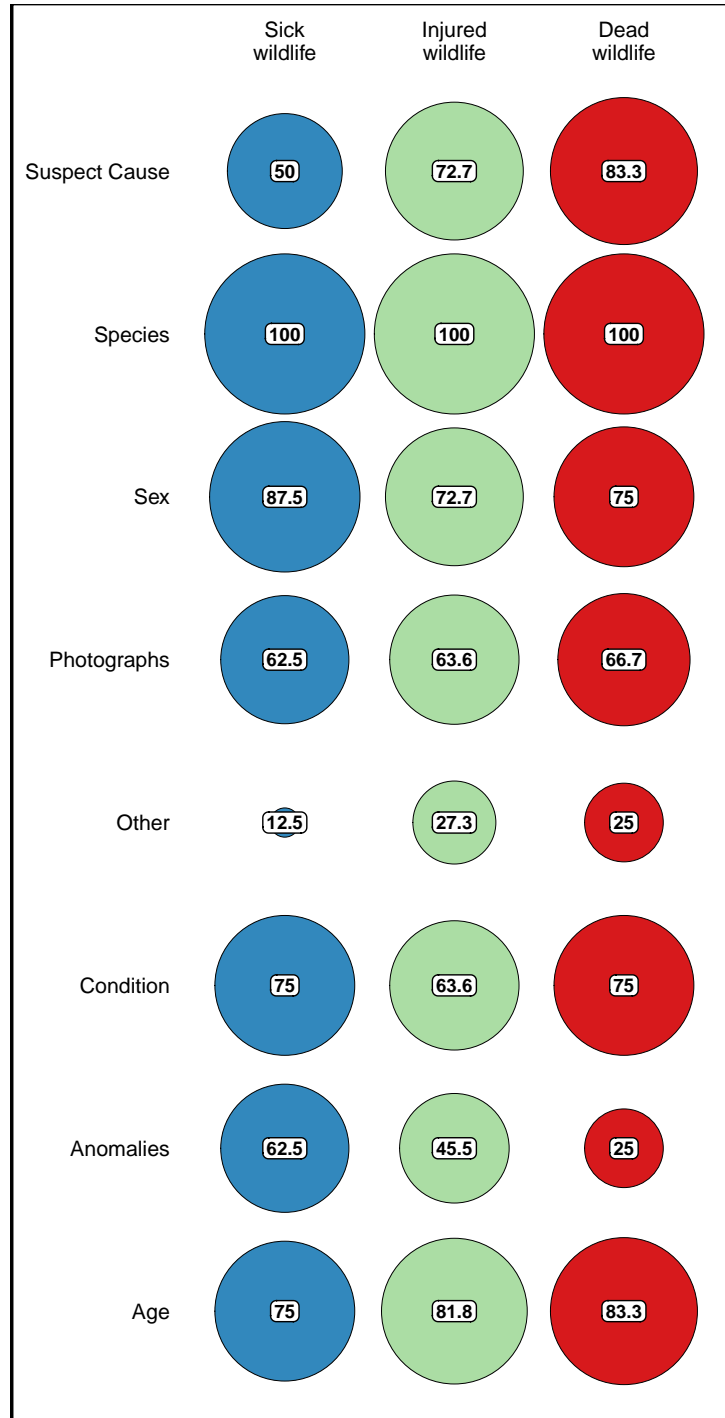 Sick wildlife
Injured wildlife
Dead wildlife
Suspect Cause 50 72.7 83.3
Species 100 100 100
Sex 87.5 72.7 75
Photographs 62.5 63.6 66.7
Other 12.5 27.3 25
Condition 75 63.6 75
Anomalies 62.5 45.5 25
Age 75 81.8 83.3